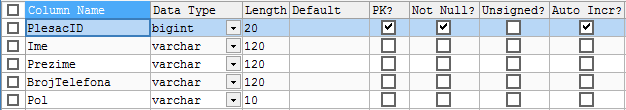 Column Name Data Type Length Default PK? Not Null? Unsigned? Auto Incr?
PlesacID bigint 20
Ime varchar 120
Prezime varchar 120
BrojTelefona varchar 120
Pol varchar 10